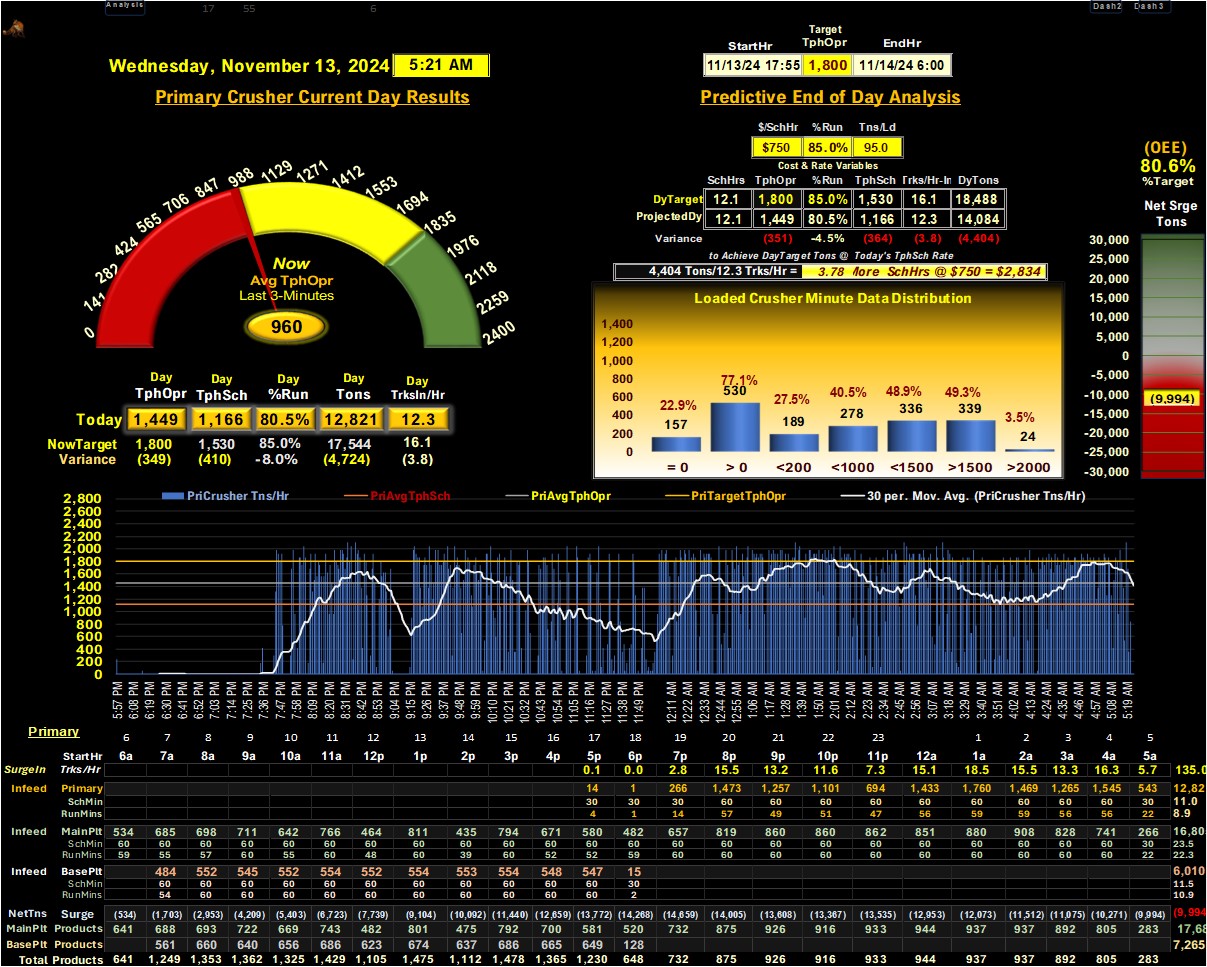 Analysis 17 55 6 Dash2 Dash3
Target
StartHr TphOpr EndHr
Wednesday, November 13, 2024 5:21 AM 11/13/24 17:55 1,800 11/14/24 6:00
Primary Crusher Current Day Results
Predictive End of Day Analysis
$/SchHr %Run Tns/Ld
$750 85.0% 95.0
Cost & Rate Variables
SchHrs TphOpr %Run TphSch Trks/Hr-In DyTons
DyTarget 12.1 1,800 85.0% 1,530 16.1 18,488
ProjectedDy 12.1 1,449 80.5% 1,166 12.3 14,084
Variance (351) -4.5% (364) (3.8) (4,404)
to Achieve DayTarget Tons @ Today's TphSch Rate
4,404 Tons/12.3 Trks/Hr = 3.78 More SchHrs @ $750 = $2,834
(OEE)
80.6%
%Target
Net Srge
Tons
30,000
25,000
20,000
15,000
10,000
5,000
0
-5,000
(9,994)
-10,000
-15,000
-20,000
-25,000
-30,000
0 141 282 424 565 706 847 988 1129 1271 1412 1553 1694 1835 1976 2118 2259 2400
Now
Avg TphOpr
Last 3-Minutes
960
Loaded Crusher Minute Data Distribution
1,400
1,200
1,000
800
600
400
200
0
22.9% 77.1% 27.5% 40.5% 48.9% 49.3% 3.5%
157 530 189 278 336 339 24
= 0 > 0 <200 <1000 <1500 >1500 >2000
Day Day Day Day Day
TphOpr TphSch %Run Tons TrksIn/Hr
Today 1,449 1,166 80.5% 12,821 12.3
NowTarget 1,800 1,530 85.0% 17,544 16.1
Variance (349) (410) -8.0% (4,724) (3.8)
PriCrusher Tns/Hr PriAvgTphSch PriAvgTphOpr PriTargetTphOpr 30 per. Mov. Avg. (PriCrusher Tns/Hr)
2,800
2,600
2,400
2,200
2,000
1,800
1,600
1,400
1,200
1,000
800
600
400
200
0
5:57 PM 6:08 PM 6:19 PM 6:30 PM 6:41 PM 6:52 PM 7:03 PM 7:14 PM 7:25 PM 7:36 PM 7:47 PM 7:58 PM 8:09 PM 8:20 PM 8:31 PM 8:42 PM 8:53 PM 9:04 PM 9:15 PM 9:26 PM 9:37 PM 9:48 PM 9:59 PM 10:10 PM 10:21 PM 10:32 PM 10:43 PM 10:54 PM 11:05 PM 11:16 PM 11:27 PM 11:38 PM 11:49 PM 12:11 AM 12:22 AM 12:33 AM 12:44 AM 12:55 AM 1:06 AM 1:17 AM 1:28 AM 1:39 AM 1:50 AM 2:01 AM 2:12 AM 2:23 AM 2:34 AM 2:45 AM 2:56 AM 3:07 AM 3:18 AM 3:29 AM 3:40 AM 3:51 AM 4:02 AM 4:13 AM 4:24 AM 4:35 AM 4:46 AM 4:57 AM 5:08 AM 5:19 AM
Primary 6 7 8 9 10 11 12 13 14 15 16 17 18 19 20 21 22 23 1 2 3 4 5
StartHr 6a 7a 8a 9a 10a 11a 12p 1p 2p 3p 4p 5p 6p 7p 8p 9p 10p 11p 12a 1a 2a 3a 4a 5a
SurgeIn Trks/Hr 0.1 0.0 2.8 15.5 13.2 11.6 7.3 15.1 18.5 15.5 13.3 16.3 5.7 135.0
Infeed Primary 14 1 266 1,473 1,257 1,101 694 1,433 1,760 1,469 1,265 1,545 543 12,82
SchMin 30 30 30 60 60 60 60 60 60 60 60 60 30 11.0
RunMins 4 1 14 57 49 51 47 56 59 59 56 56 22 8.9
Infeed MainPlt 534 685 698 711 642 766 464 811 435 794 671 580 482 657 819 860 860 862 851 880 908 828 741 266 16,80
SchMin 60 60 60 60 60 60 60 60 60 60 60 60 60 60 60 60 60 60 60 60 60 60 60 30 23.5
RunMins 59 55 57 60 55 60 48 60 39 60 52 52 59 60 60 60 60 60 60 60 60 60 60 22 22.3
Infeed BasePlt 484 552 545 552 554 552 554 553 554 548 547 15 6,010
SchMin 60 60 60 60 60 60 60 60 60 60 60 30 11.5
RunMins 54 60 60 60 60 60 60 60 60 60 60 2 10.9
NetTns Surge (534) (1,703) (2,953) (4,209) (5,403) (6,723) (7,739) (9,104) (10,092) (11,440) (12,659) (13,772) (14,268) (14,659) (14,005) (13,608) (13,367) (13,535) (12,953) (12,073) (11,512) (11,075) (10,271) (9,994) (9,994
MainPlt Products 641 688 693 722 669 743 482 801 475 792 700 581 520 732 875 926 916 933 944 937 937 892 805 283 17,68
BasePlt Products 561 660 640 656 686 623 674 637 686 665 649 128 7,265
Total Products 641 1,249 1,353 1,362 1,325 1,429 1,105 1,475 1,112 1,478 1,365 1,230 648 732 875 926 916 933 944 937 937 892 805 283